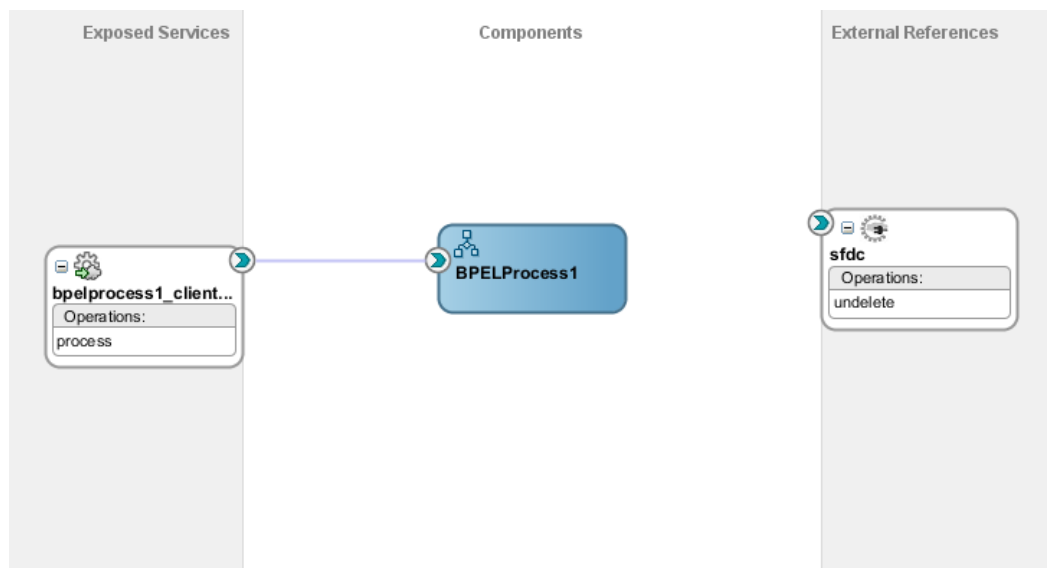 Exposed Services
Components
External References
bpelprocess1_client...
Operations:
process
BPELProcess1
sfdc
Operations:
undelete